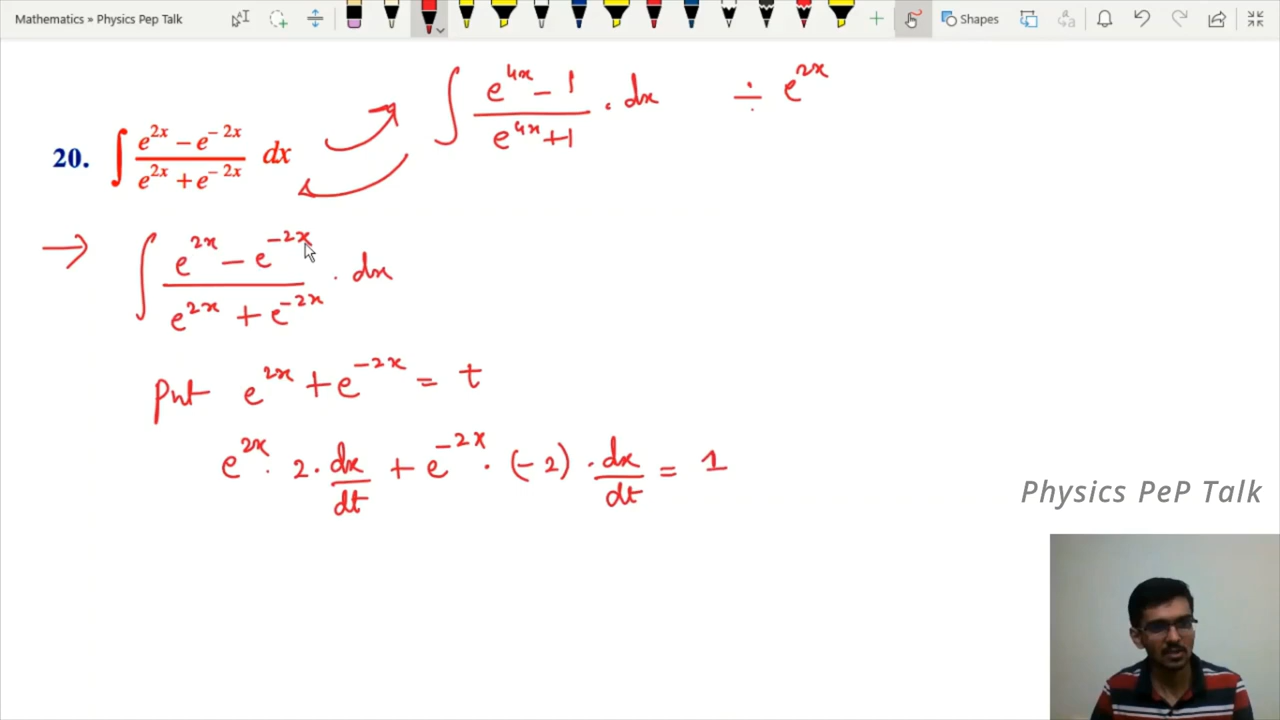 Mathematics » Physics Pep Talk
Shapes
∫ (e^{4x} - 1)/(e^{4x} + 1) . dx ÷ e^{2x}
20. ∫ (e^{2x} - e^{-2x})/(e^{2x} + e^{-2x}) dx
→ ∫ (e^{2x} - e^{-2x})/(e^{2x} + e^{-2x}) . dx
Put e^{2x} + e^{-2x} = t
e^{2x} . 2 . dx/dt + e^{-2x} . (-2) . dx/dt = 1
Physics PeP Talk